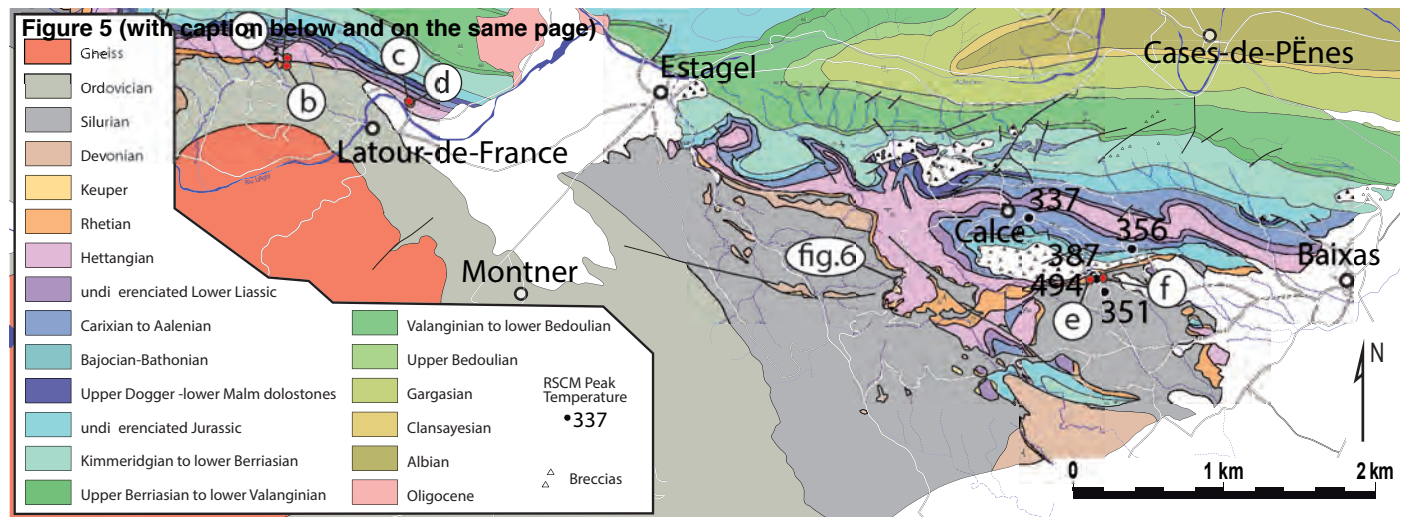 Figure 5 (with caption below and on the same page)
Gneiss
Ordovician
Silurian
Devonian
Keuper
Rhetian
Hettangian
undi erenciated Lower Liassic
Carixian to Aalenian
Bajocian-Bathonian
Upper Dogger -lower Malm dolostones
undi erenciated Jurassic
Kimmeridgian to lower Berriasian
Upper Berriasian to lower Valanginian
Valanginian to lower Bedoulian
Upper Bedoulian
Gargasian
Clansayesian
Albian
Oligocene
RSCM Peak
Temperature
337
Breccias
a
b
c
d
Latour-de-France
Montner
Estagel
Cases-de-PËnes
fig.6
Calce
337
356
387
494
351
e
f
Baixas
N
0 1 km 2 km